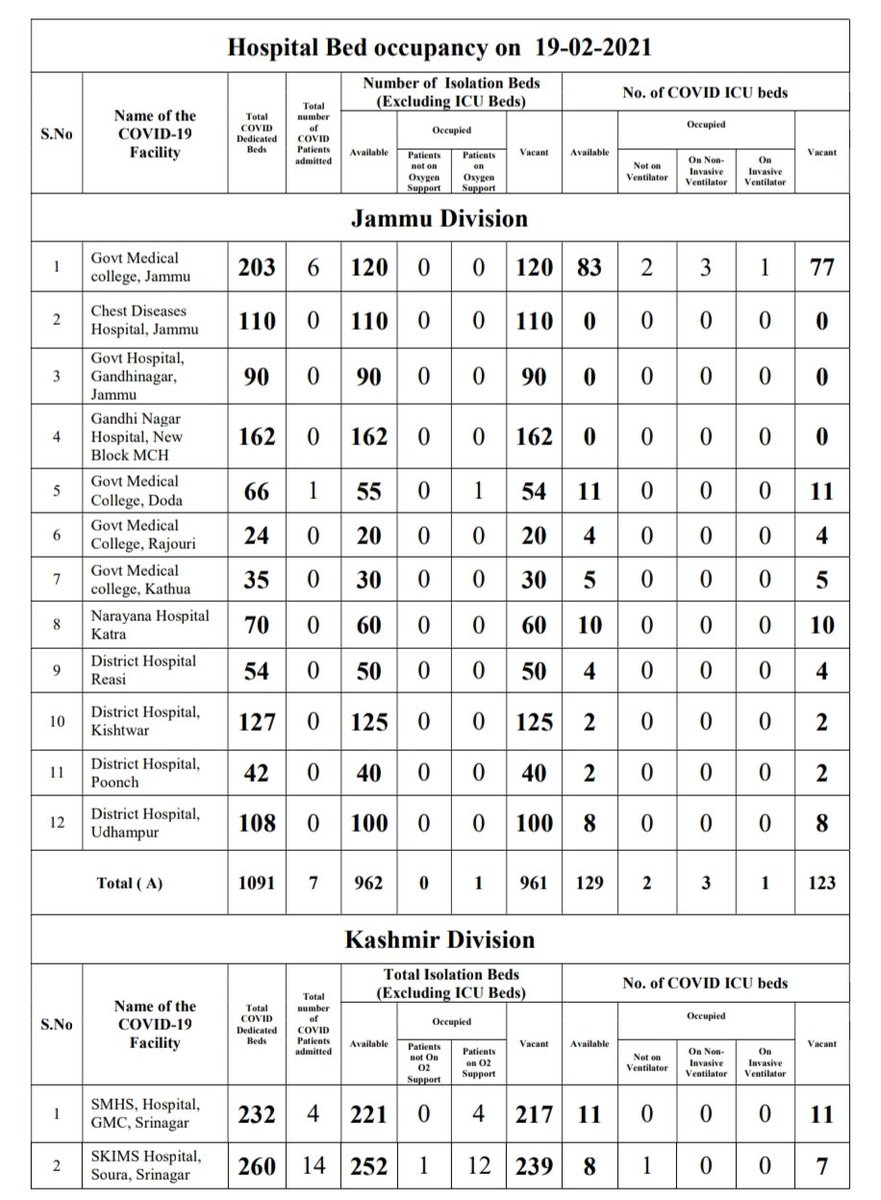 Hospital Bed occupancy on 19-02-2021
S.No
Name of the
COVID-19
Facility
Total
COVID
Dedicated
Beds
Total
number
of
COVID
Patients
admitted
Number of Isolation Beds
(Excluding ICU Beds)
No. of COVID ICU beds
Available
Occupied
Patients
not on
Oxygen
Support
Patients
on
Oxygen
Support
Vacant
Available
Occupied
Not on
Ventilator
On Non-
Invasive
Ventilator
On
Invasive
Ventilator
Vacant
Jammu Division
1 Govt Medical
college, Jammu 203 6 120 0 0 120 83 2 3 1 77
2 Chest Diseases
Hospital, Jammu 110 0 110 0 0 110 0 0 0 0 0
3 Govt Hospital,
Gandhinagar,
Jammu 90 0 90 0 0 90 0 0 0 0 0
4 Gandhi Nagar
Hospital, New
Block MCH 162 0 162 0 0 162 0 0 0 0 0
5 Govt Medical
College, Doda 66 1 55 0 1 54 11 0 0 0 11
6 Govt Medical
College, Rajouri 24 0 20 0 0 20 4 0 0 0 4
7 Govt Medical
college, Kathua 35 0 30 0 0 30 5 0 0 0 5
8 Narayana Hospital
Katra 70 0 60 0 0 60 10 0 0 0 10
9 District Hospital
Reasi 54 0 50 0 0 50 4 0 0 0 4
10 District Hospital,
Kishtwar 127 0 125 0 0 125 2 0 0 0 2
11 District Hospital,
Poonch 42 0 40 0 0 40 2 0 0 0 2
12 District Hospital,
Udhampur 108 0 100 0 0 100 8 0 0 0 8
Total ( A) 1091 7 962 0 1 961 129 2 3 1 123
Kashmir Division
S.No
Name of the
COVID-19
Facility
Total
COVID
Dedicated
Beds
Total
number
of
COVID
Patients
admitted
Total Isolation Beds
(Excluding ICU Beds)
No. of COVID ICU beds
Available
Occupied
Patients
not On
O2
Support
Patients
on O2
Support
Vacant
Available
Occupied
Not on
Ventilator
On Non-
Invasive
Ventilator
On
Invasive
Ventilator
Vacant
1 SMHS, Hospital,
GMC, Srinagar 232 4 221 0 4 217 11 0 0 0 11
2 SKIMS Hospital,
Soura, Srinagar 260 14 252 1 12 239 8 1 0 0 7